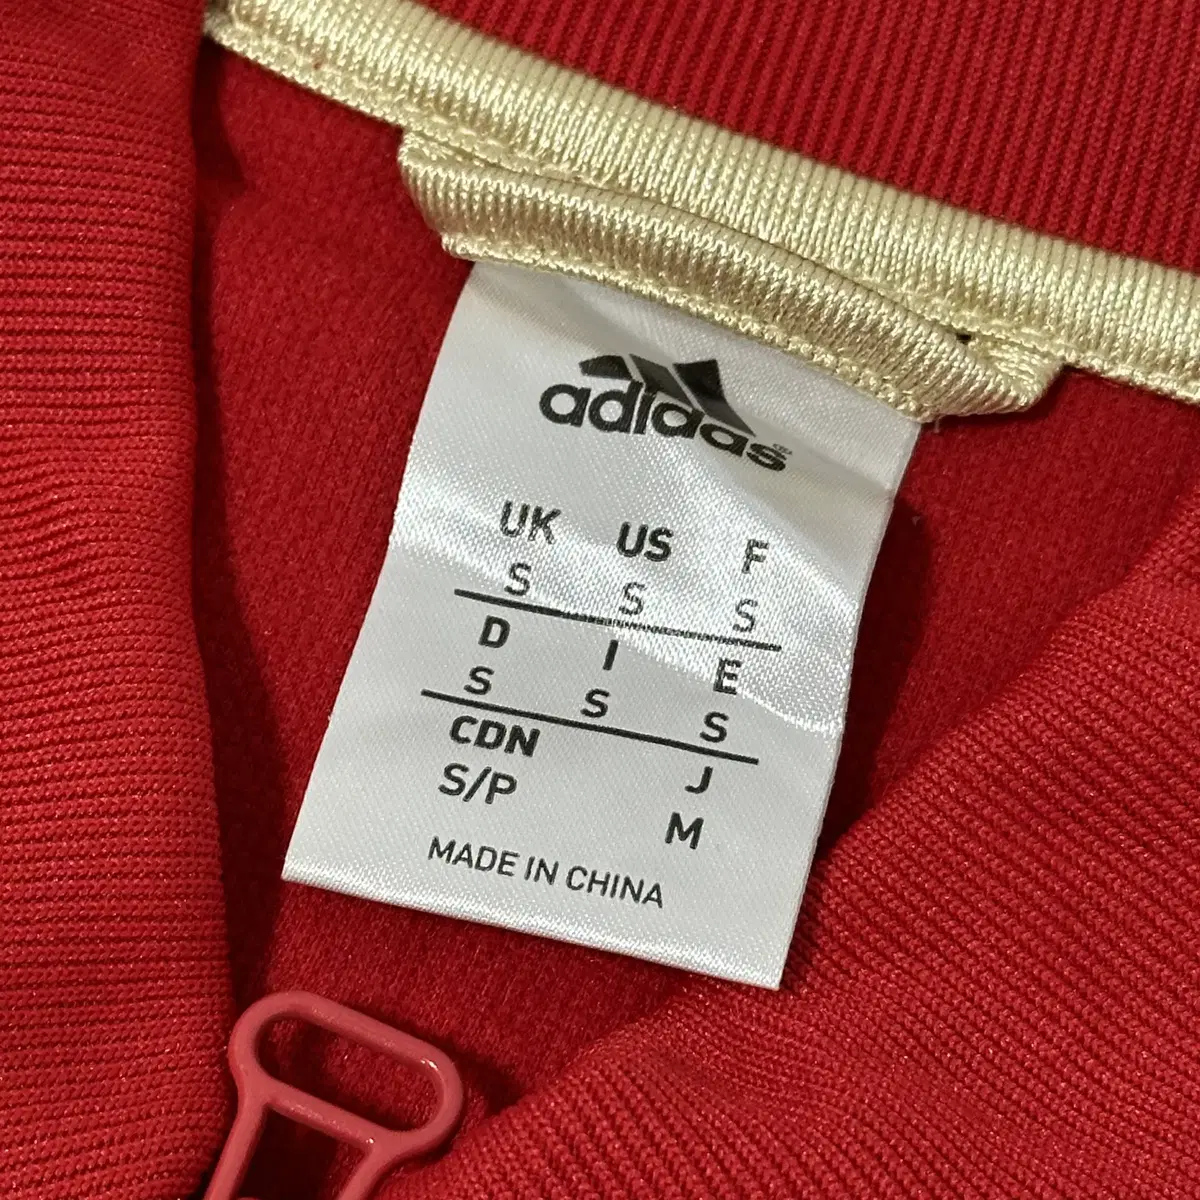 adidas
UK US F
S S S
D I E
S S S
CDN J
S/P M
MADE IN CHINA